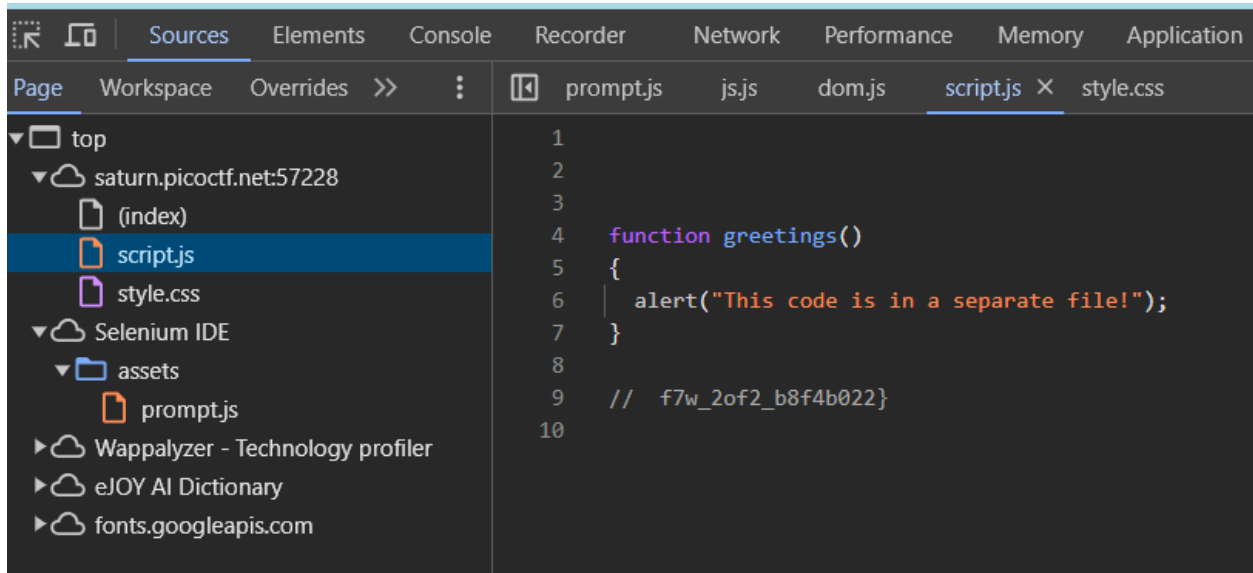 Sources Elements Console Recorder Network Performance Memory Application
Page Workspace Overrides prompt.js js.js dom.js script.js × style.css
top
saturn.picoctf.net:57228
(index)
script.js
style.css
Selenium IDE
assets
prompt.js
Wappalyzer - Technology profiler
eJOY AI Dictionary
fonts.googleapis.com
1
2
3
4 function greetings()
5 {
6 alert("This code is in a separate file!");
7 }
8
9 // f7w_2of2_b8f4b022}
10